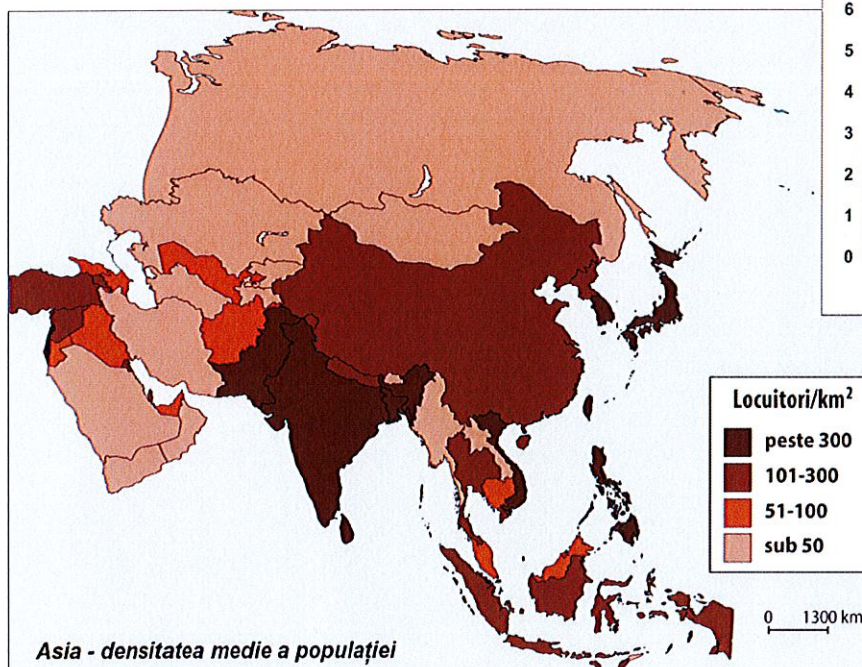 6
5
4
3
2
1
0
Locuitori/km²
peste 300
101-300
51-100
sub 50
0 1300 km
Asia - densitatea medie a populației